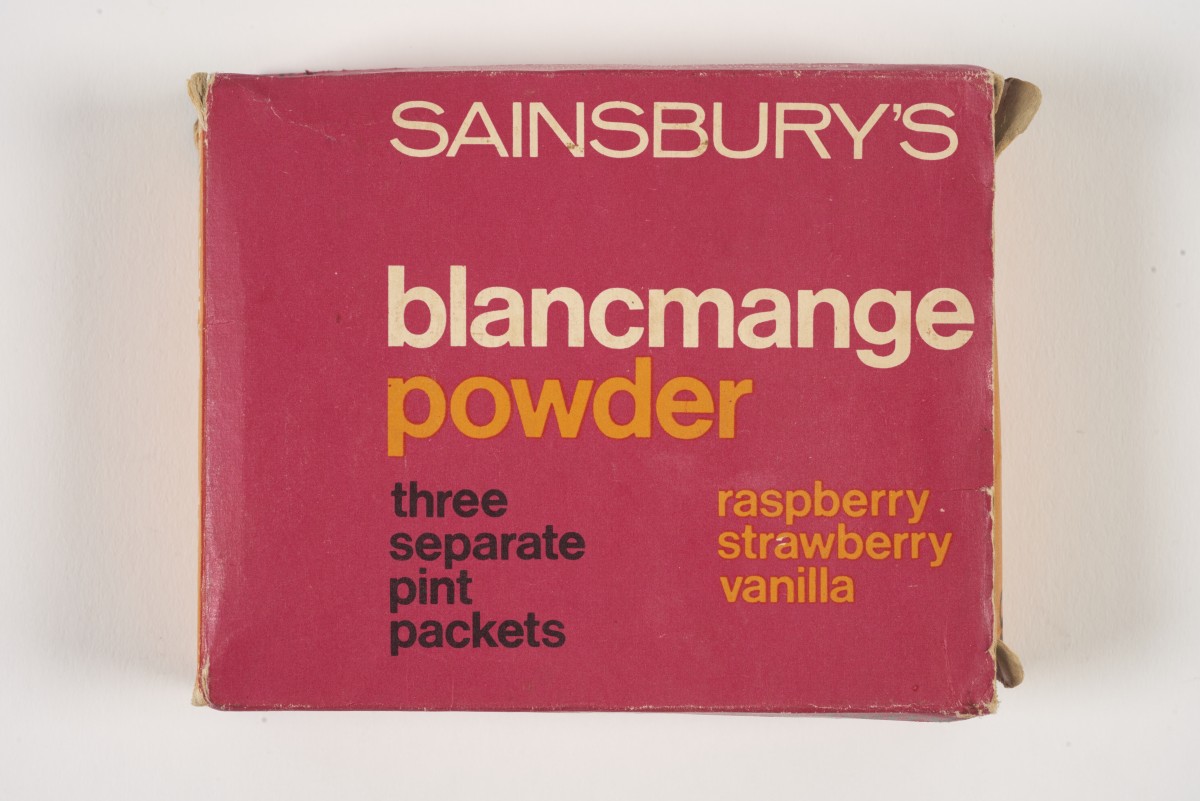 SAINSBURY'S
blancmange
powder
three
separate
pint
packets
raspberry
strawberry
vanilla